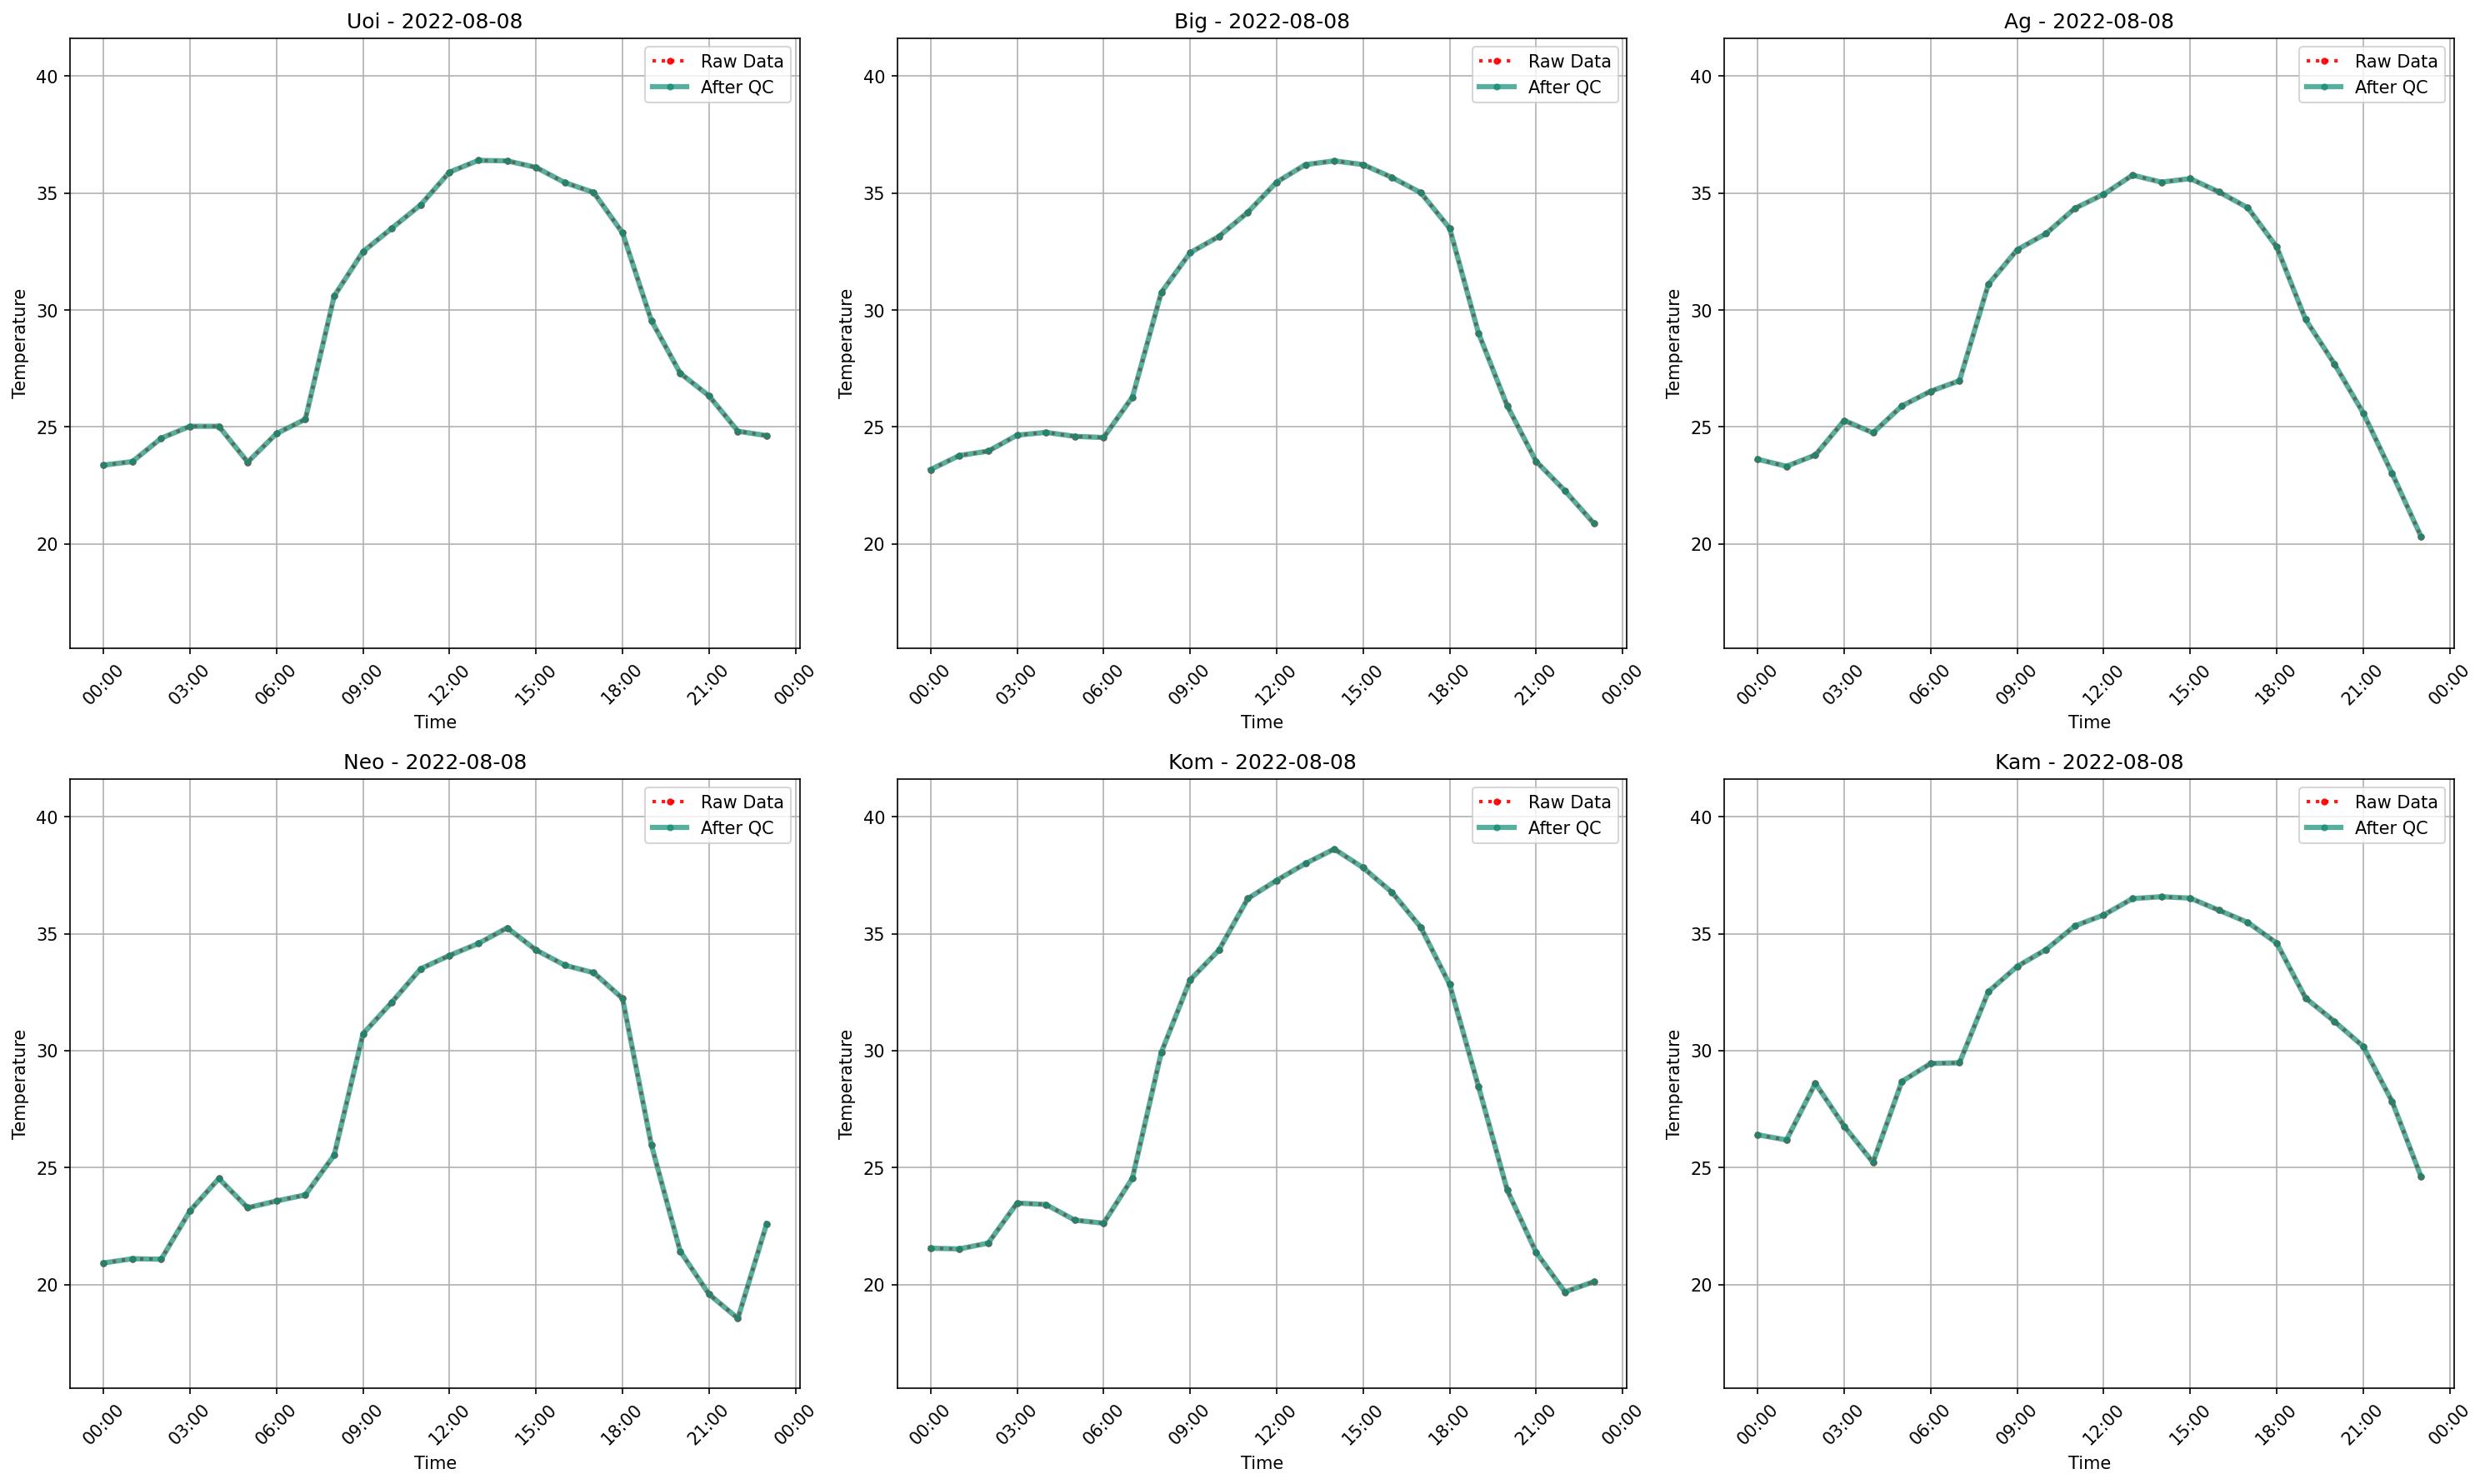 Uoi - 2022-08-08
Raw Data
After QC
Temperature
40
35
30
25
20
00:00
03:00
06:00
09:00
12:00
15:00
18:00
21:00
00:00
Time
Big - 2022-08-08
Raw Data
After QC
Temperature
40
35
30
25
20
00:00
03:00
06:00
09:00
12:00
15:00
18:00
21:00
00:00
Time
Ag - 2022-08-08
Raw Data
After QC
Temperature
40
35
30
25
20
00:00
03:00
06:00
09:00
12:00
15:00
18:00
21:00
00:00
Time
Neo - 2022-08-08
Raw Data
After QC
Temperature
40
35
30
25
20
00:00
03:00
06:00
09:00
12:00
15:00
18:00
21:00
00:00
Time
Kom - 2022-08-08
Raw Data
After QC
Temperature
40
35
30
25
20
00:00
03:00
06:00
09:00
12:00
15:00
18:00
21:00
00:00
Time
Kam - 2022-08-08
Raw Data
After QC
Temperature
40
35
30
25
20
00:00
03:00
06:00
09:00
12:00
15:00
18:00
21:00
00:00
Time